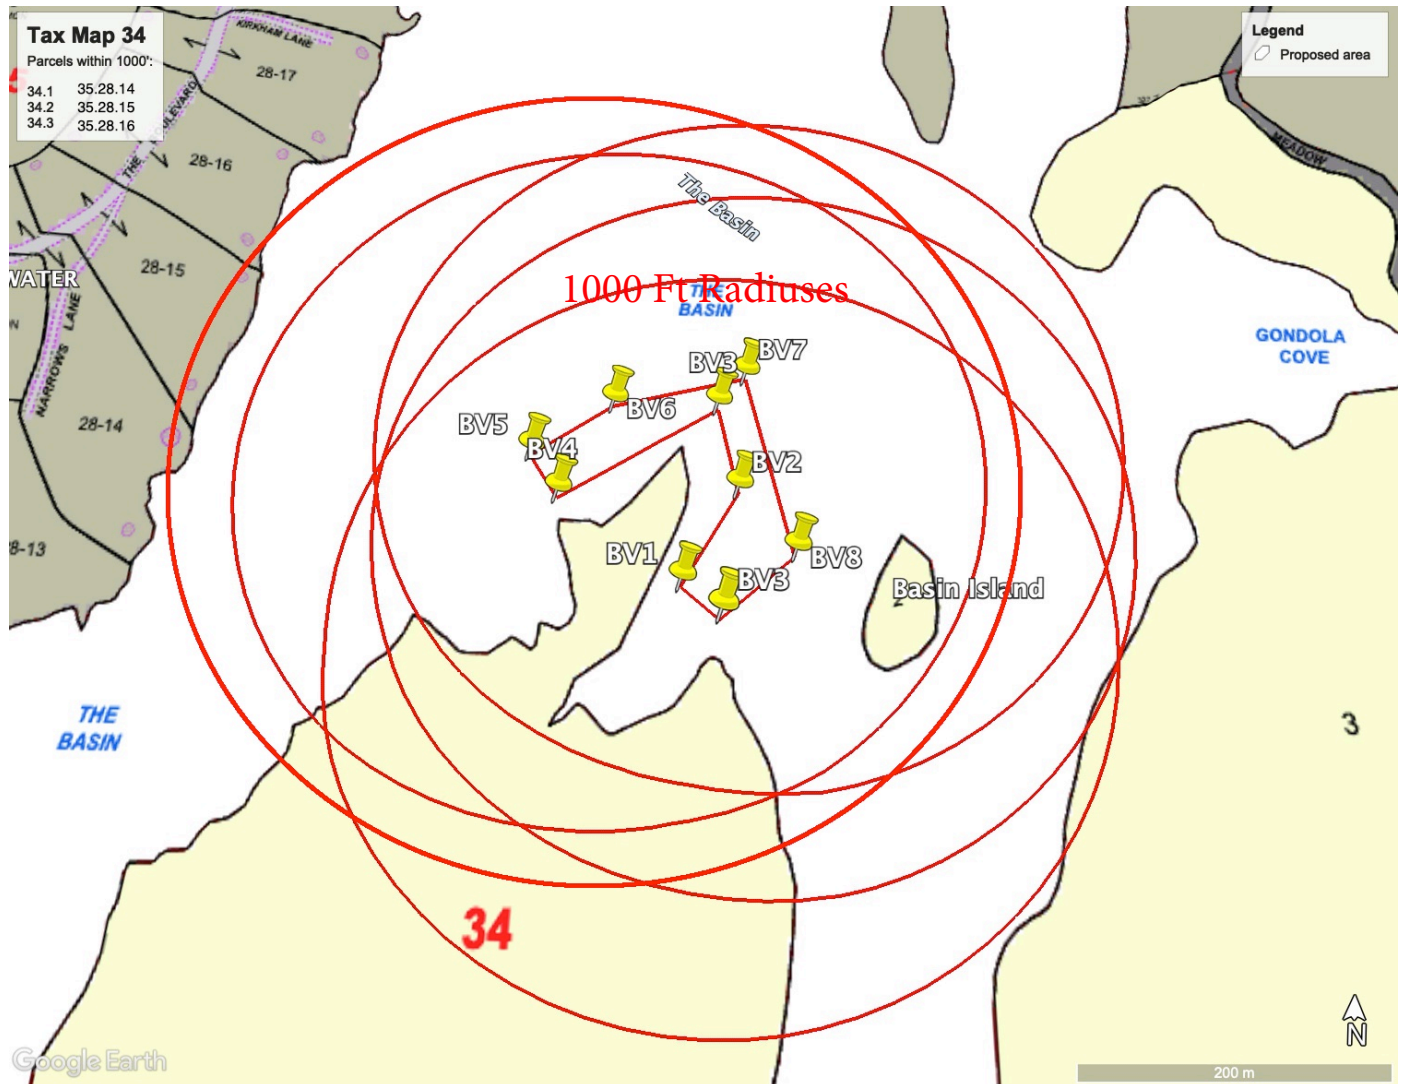 Tax Map 34
Parcels within 1000':
34.1 35.28.14
34.2 35.28.15
34.3 35.28.16
Legend
Proposed area
KIRKHAM LANE
28-17
THE BOULEVARD
28-16
MEADOW
The Basin
28-15
WATER
1000 Ft Radiuses
THE
BASIN
GONDOLA
COVE
NARROWS LANE
28-14
BV7
BV3
BV6
BV5
BV4
BV2
BV1
BV8
BV3
8-13
Basin Island
2
THE
BASIN
3
34
N
Google Earth
200 m